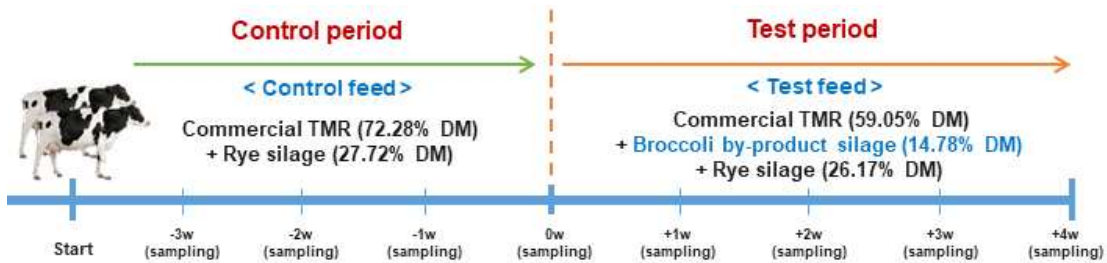 Control period
Test period
< Control feed >
< Test feed >
Commercial TMR (72.28% DM)
+ Rye silage (27.72% DM)
Commercial TMR (59.05% DM)
+ Broccoli by-product silage (14.78% DM)
+ Rye silage (26.17% DM)
Start
-3w
(sampling)
-2w
(sampling)
-1w
(sampling)
0w
(sampling)
+1w
(sampling)
+2w
(sampling)
+3w
(sampling)
+4w
(sampling)